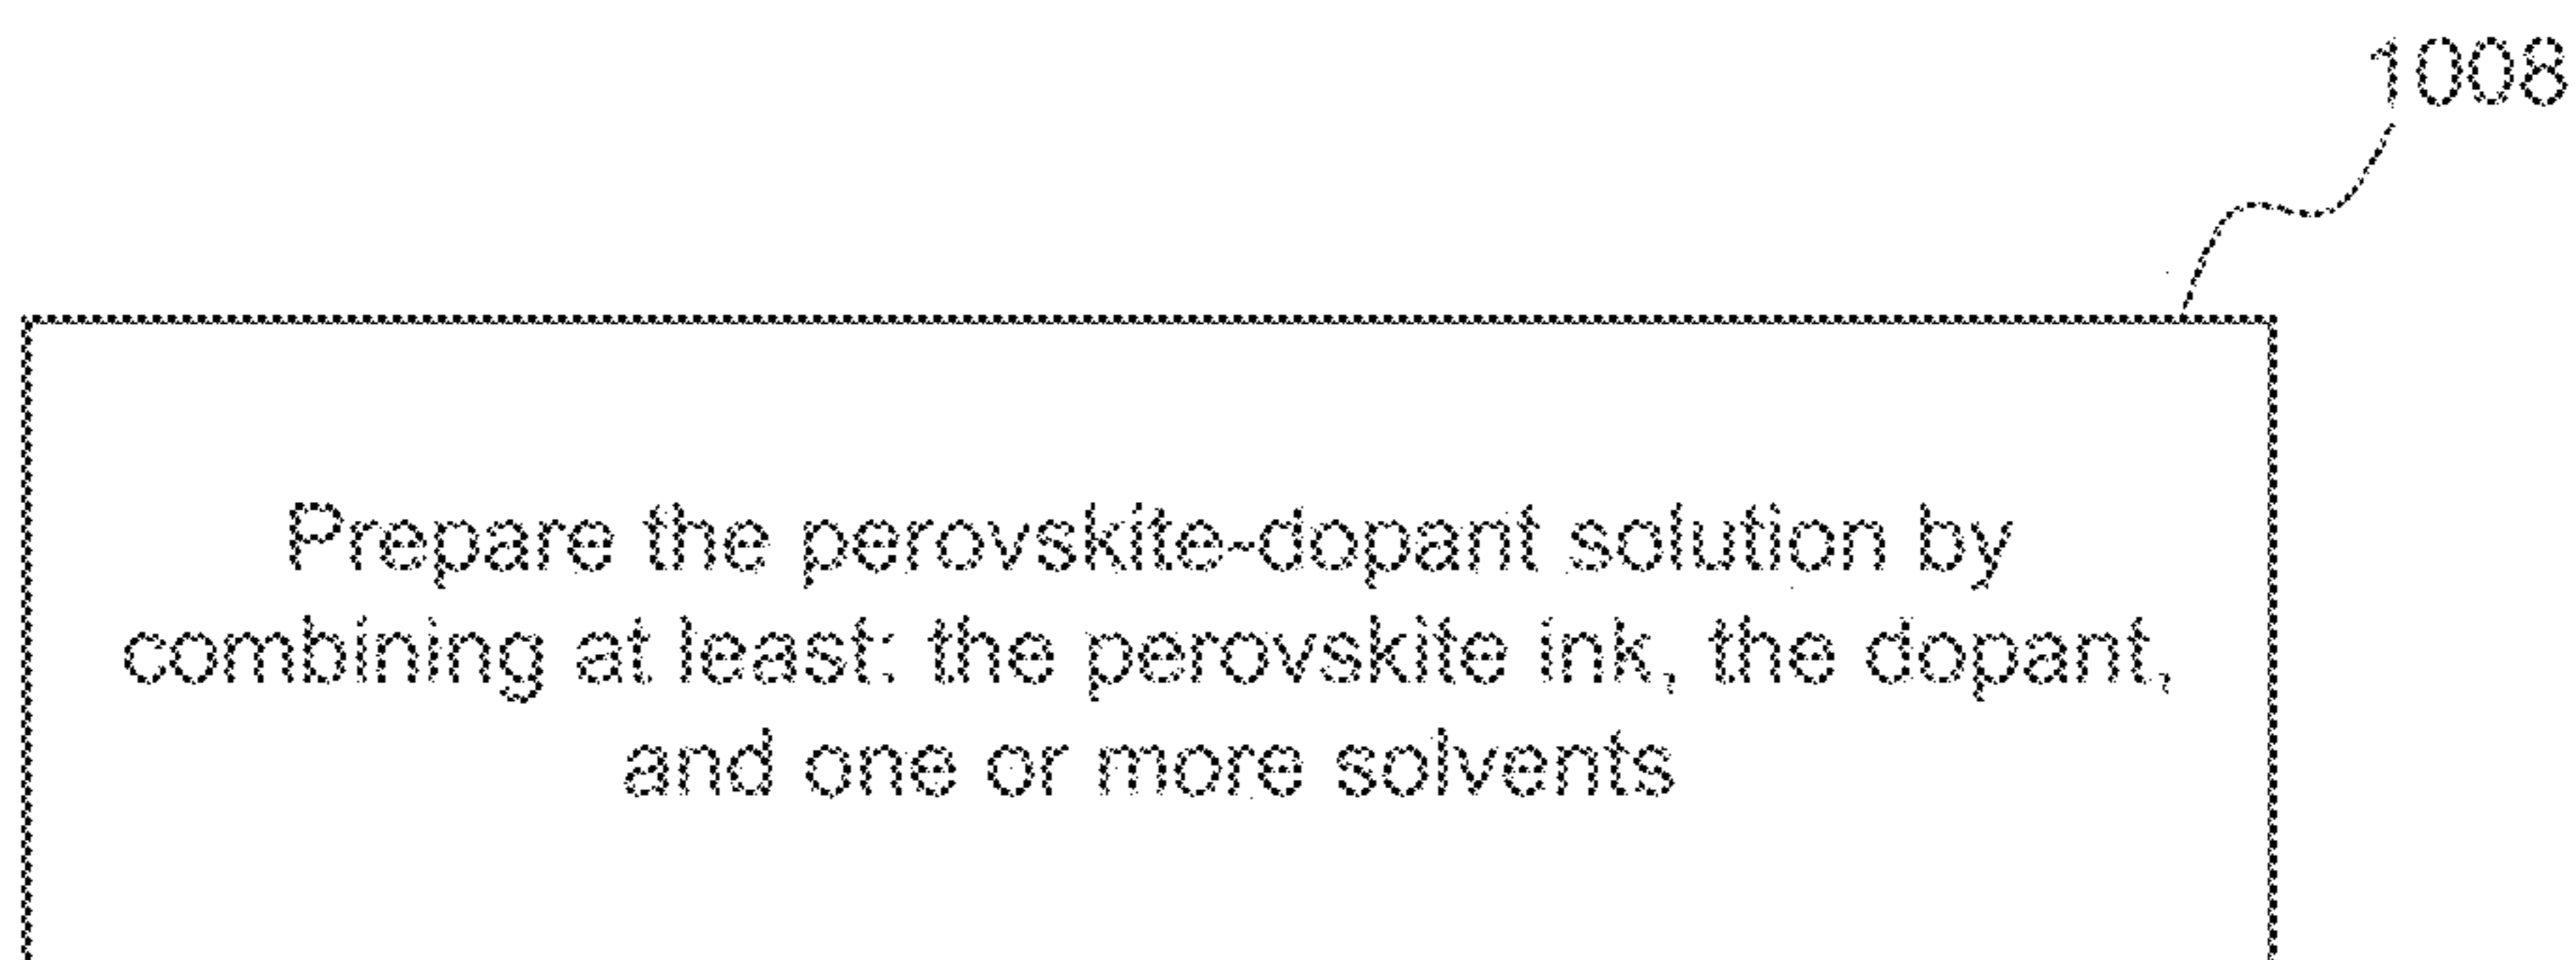 1008
Prepare the perovskite-dopant solution by
combining at least: the perovskite ink, the dopant,
and one or more solvents